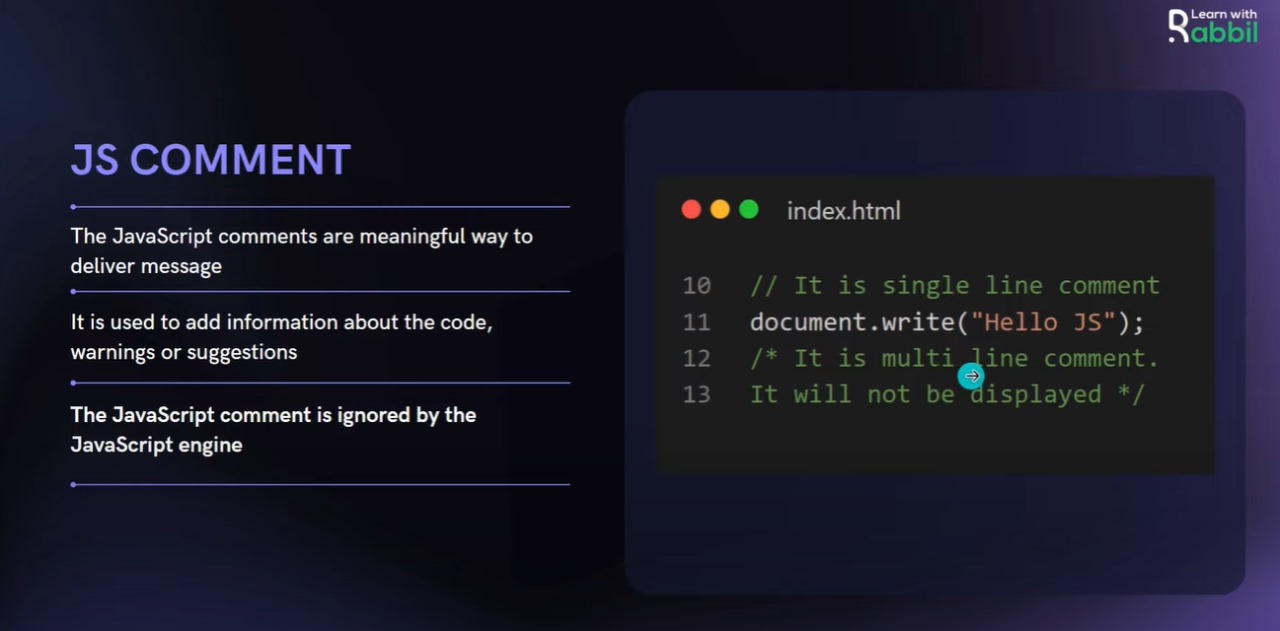 Learn with
Rabbil
JS COMMENT
The JavaScript comments are meaningful way to
deliver message
It is used to add information about the code,
warnings or suggestions
The JavaScript comment is ignored by the
JavaScript engine
index.html
10 // It is single line comment
11 document.write("Hello JS");
12 /* It is multi line comment.
13 It will not be displayed */